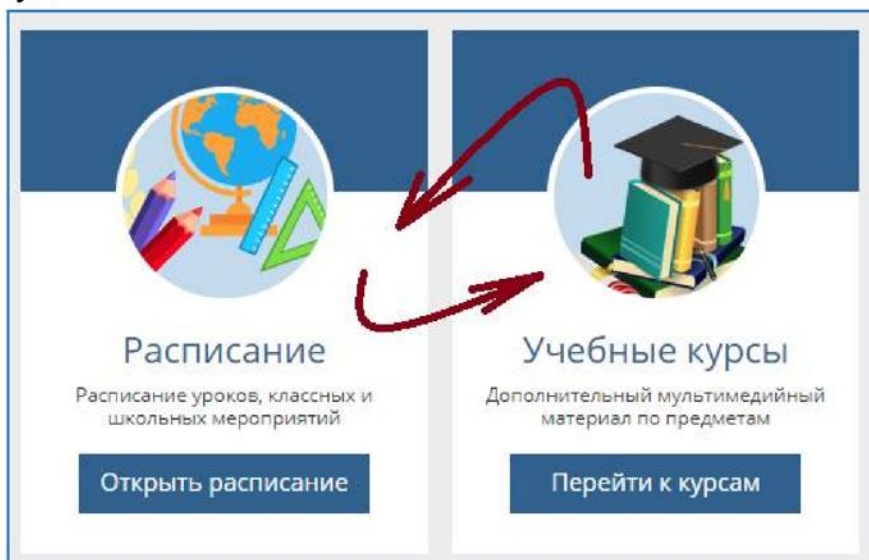 Расписание
Расписание уроков, классных и
школьных мероприятий
Открыть расписание
Учебные курсы
Дополнительный мультимедийный
материал по предметам
Перейти к курсам